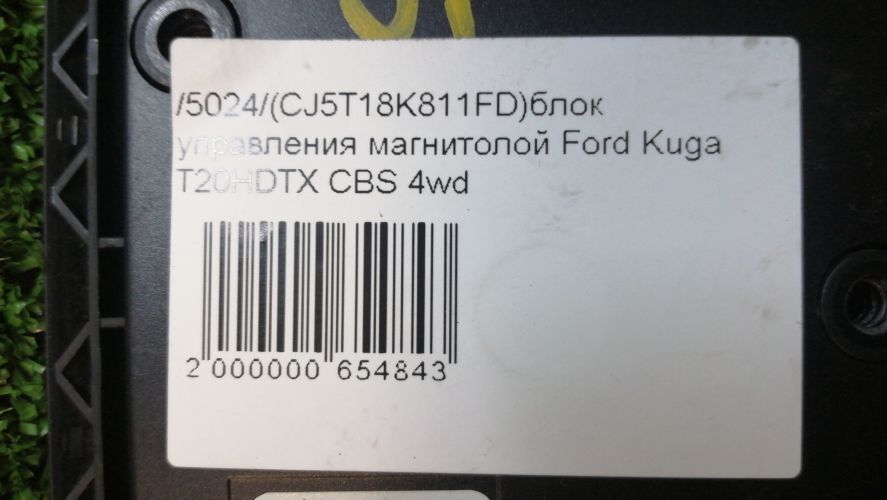 /5024/(CJ5T18K811FD)блок
управления магнитолой Ford Kuga
T20HDTX CBS 4wd
2 000000 654843